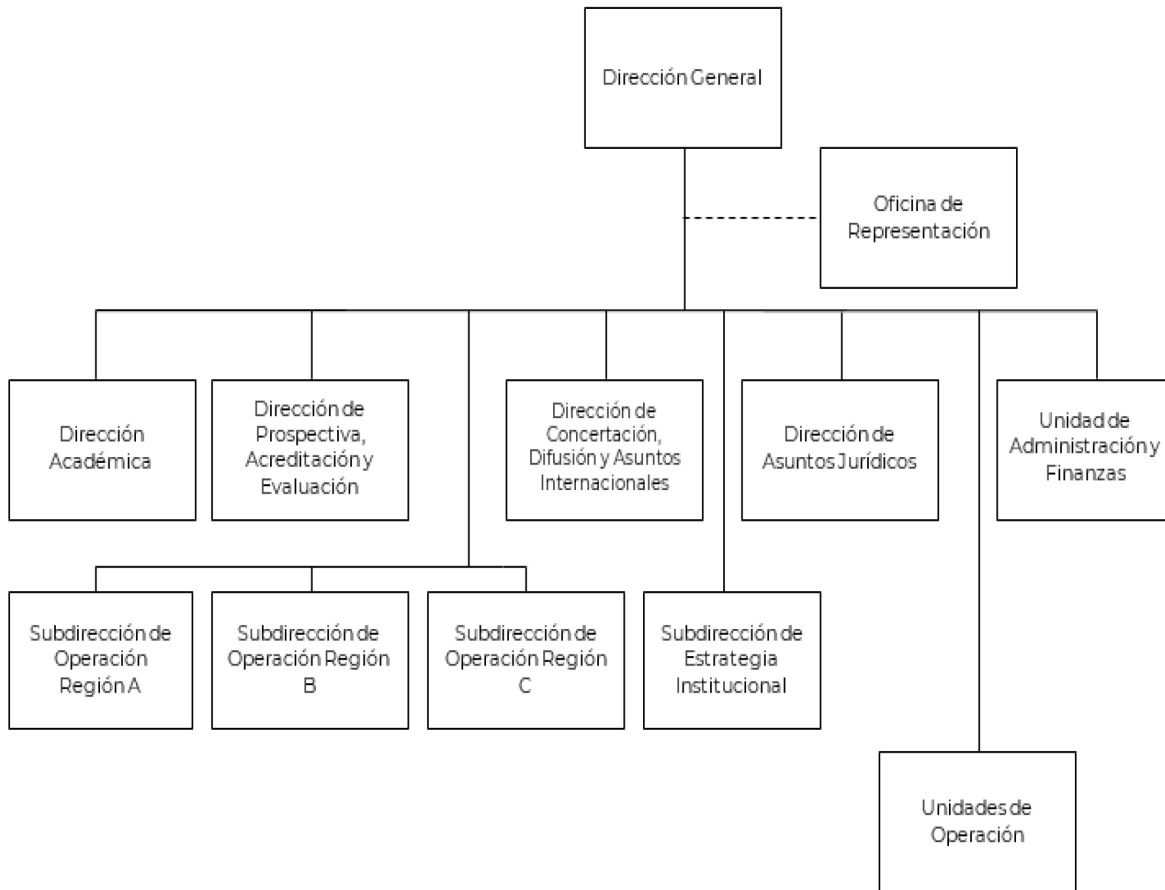 Dirección General
Oficina de
Representación
Dirección
Académica
Dirección de
Prospectiva,
Acreditación y
Evaluación
Dirección de
Concertación,
Difusión y Asuntos
Internacionales
Dirección de
Asuntos Jurídicos
Unidad de
Administración y
Finanzas
Subdirección de
Operación
Región A
Subdirección de
Operación Región
B
Subdirección de
Operación Región
C
Subdirección de
Estrategia
Institucional
Unidades de
Operación